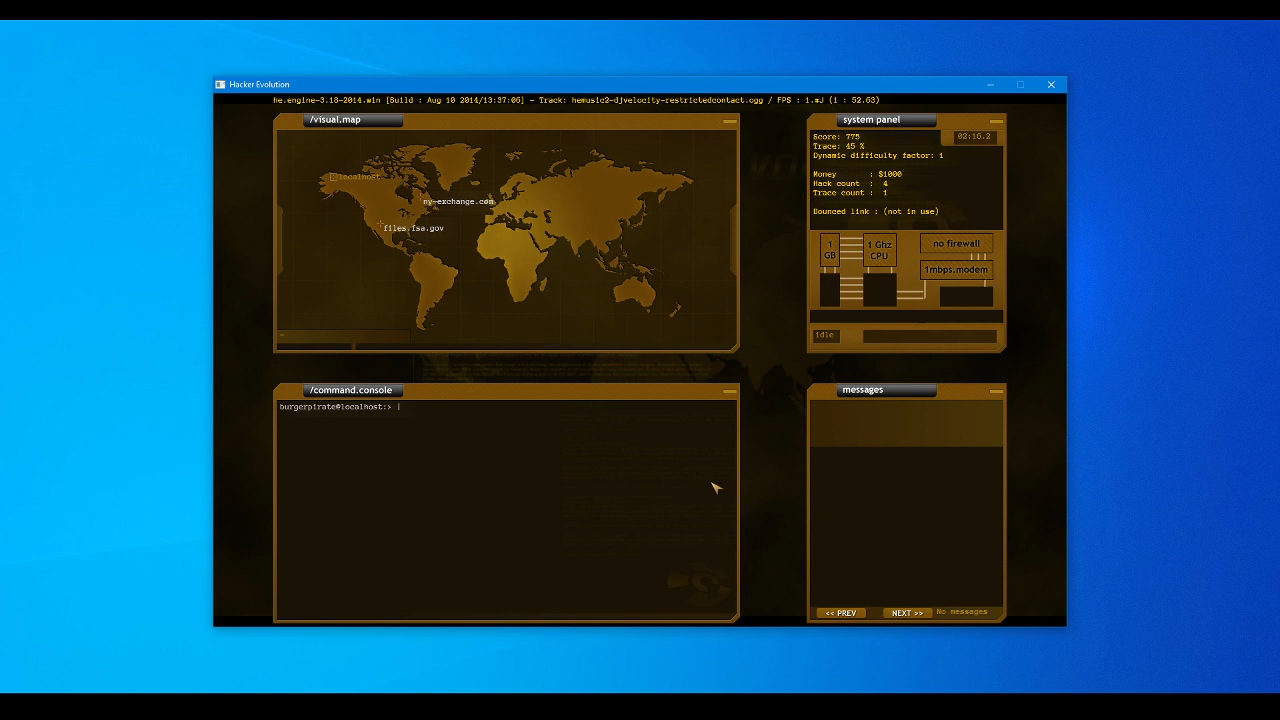 Hacker Evolution
he.engine-3.18-2014.win [Build : Aug 10 2014/13:37:06] - Track: hemusic2-djvelocity-restrictedcontact.ogg / FPS : 1.#J (1 : 52.63)
/visual.map
localhost
ny-exchange.com
files.fsa.gov
system panel
02:16.2
Score: 775
Trace: 45 %
Dynamic difficulty factor: 1
Money : $1000
Hack count : 4
Trace count : 1
Bounced link : (not in use)
1 GB
1 Ghz CPU
no firewall
1mbps.modem
idle
/command.console
burgerpirate@localhost:> |
messages
<< PREV
NEXT >>
No messages